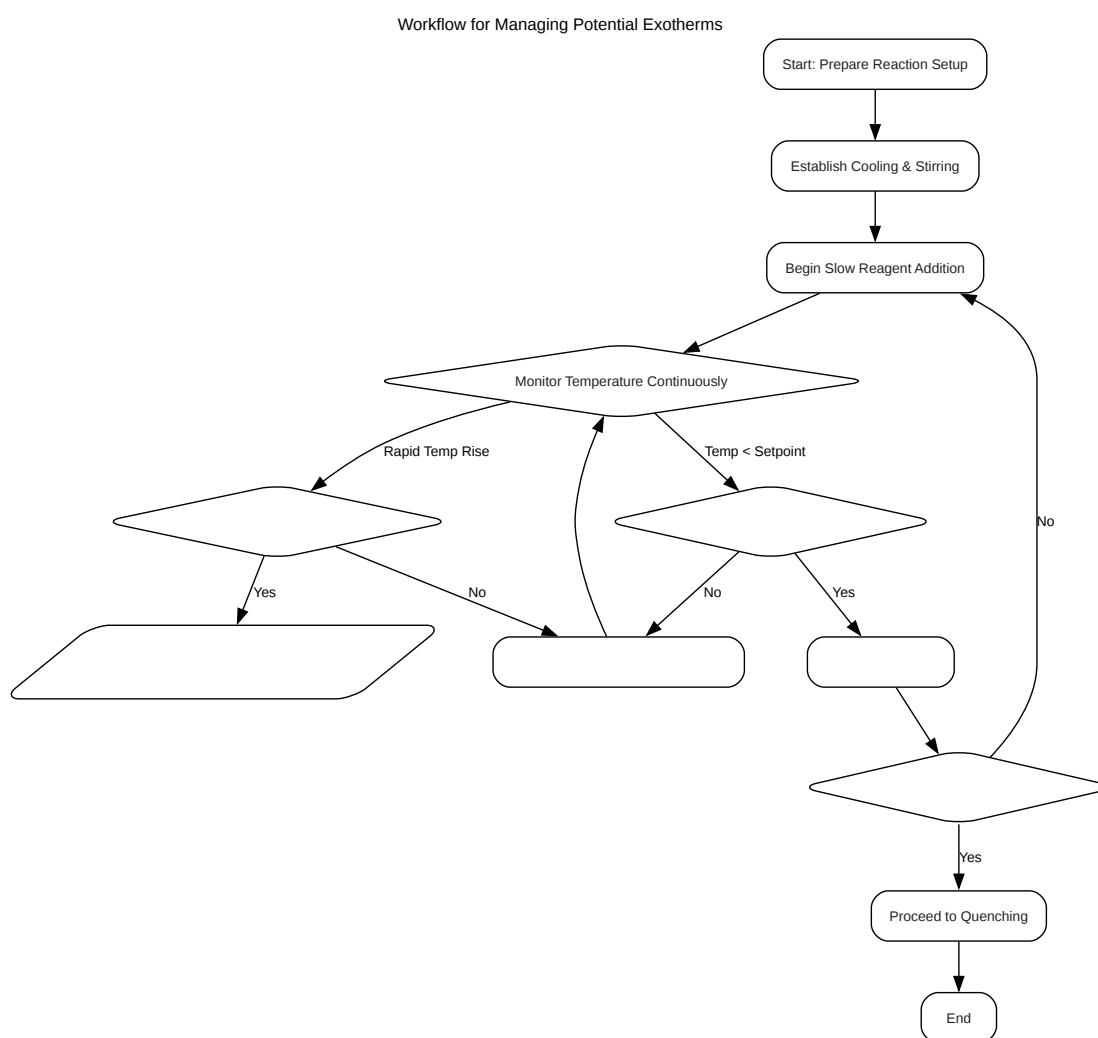 Workflow for Managing Potential Exotherms
Start: Prepare Reaction Setup
Establish Cooling & Stirring
Begin Slow Reagent Addition
Monitor Temperature Continuously
Rapid Temp Rise
Temp < Setpoint
No
Yes
No
No
Yes
Yes
Proceed to Quenching
End